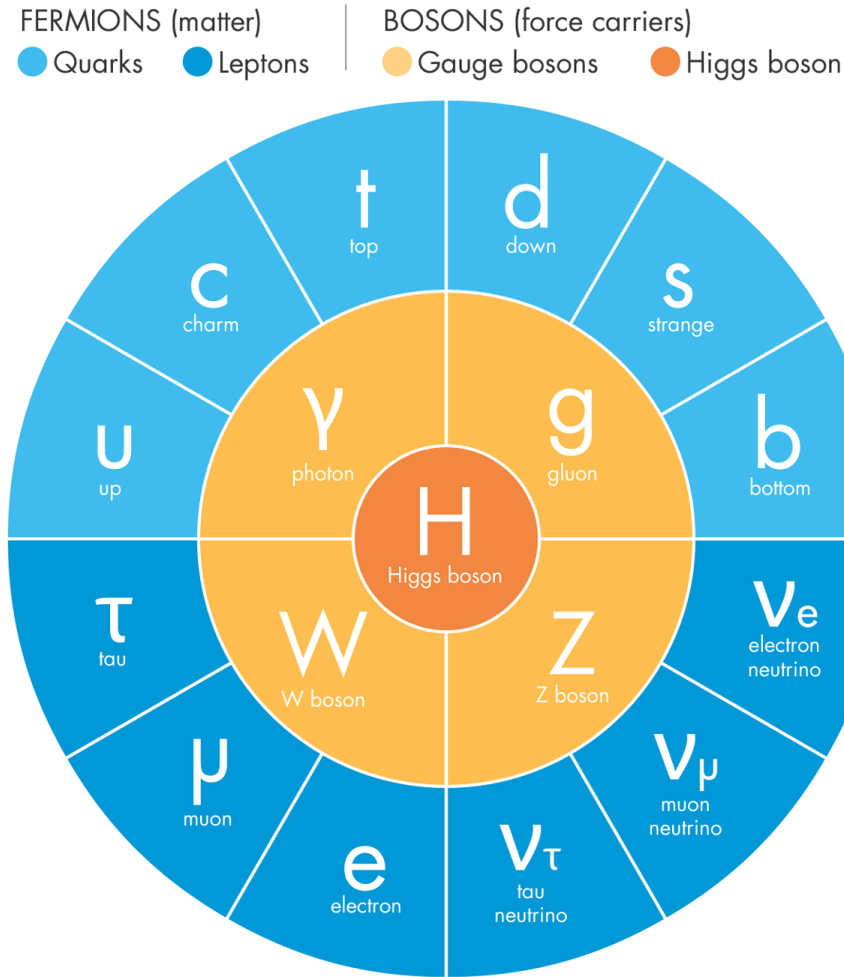 FERMIONS (matter)
BOSONS (force carriers)
Quarks
Leptons
Gauge bosons
Higgs boson
t
top
d
down
c
charm
s
strange
u
up
γ
photon
g
gluon
b
bottom
H
Higgs boson
τ
tau
W
W boson
Z
Z boson
νe
electron
neutrino
μ
muon
νμ
muon
neutrino
e
electron
ντ
tau
neutrino